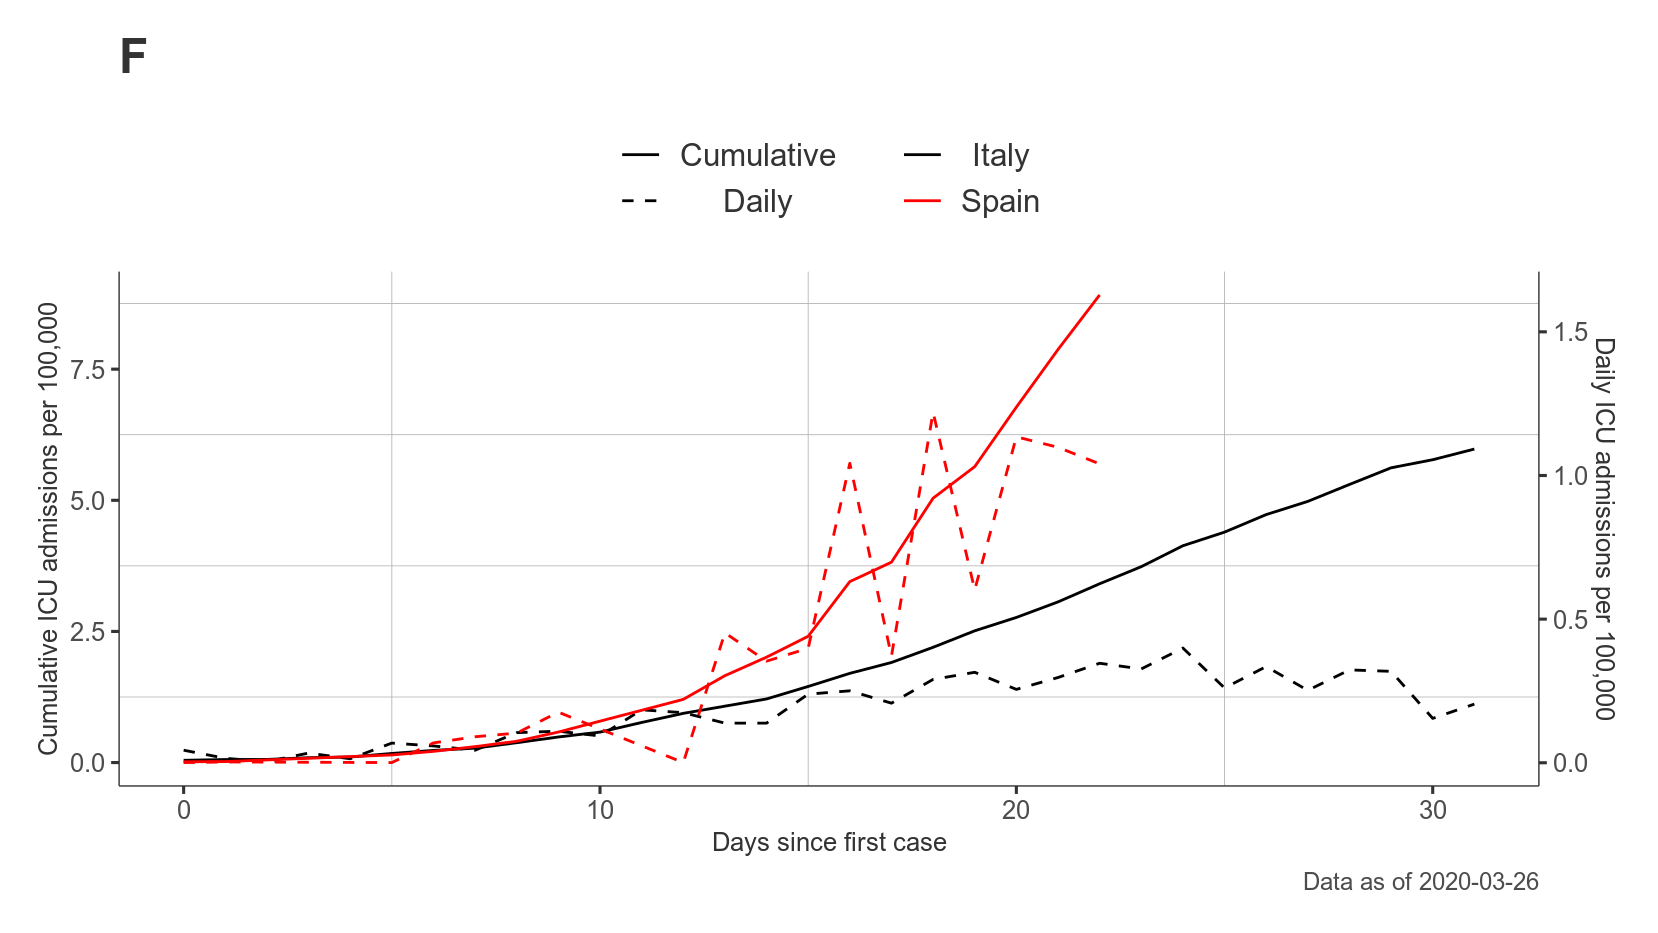 F
Cumulative
Italy
Daily
Spain
Cumulative ICU admissions per 100,000
7.5
5.0
2.5
0.0
1.5
1.0
0.5
0.0
Daily ICU admissions per 100,000
0
10
20
30
Days since first case
Data as of 2020-03-26